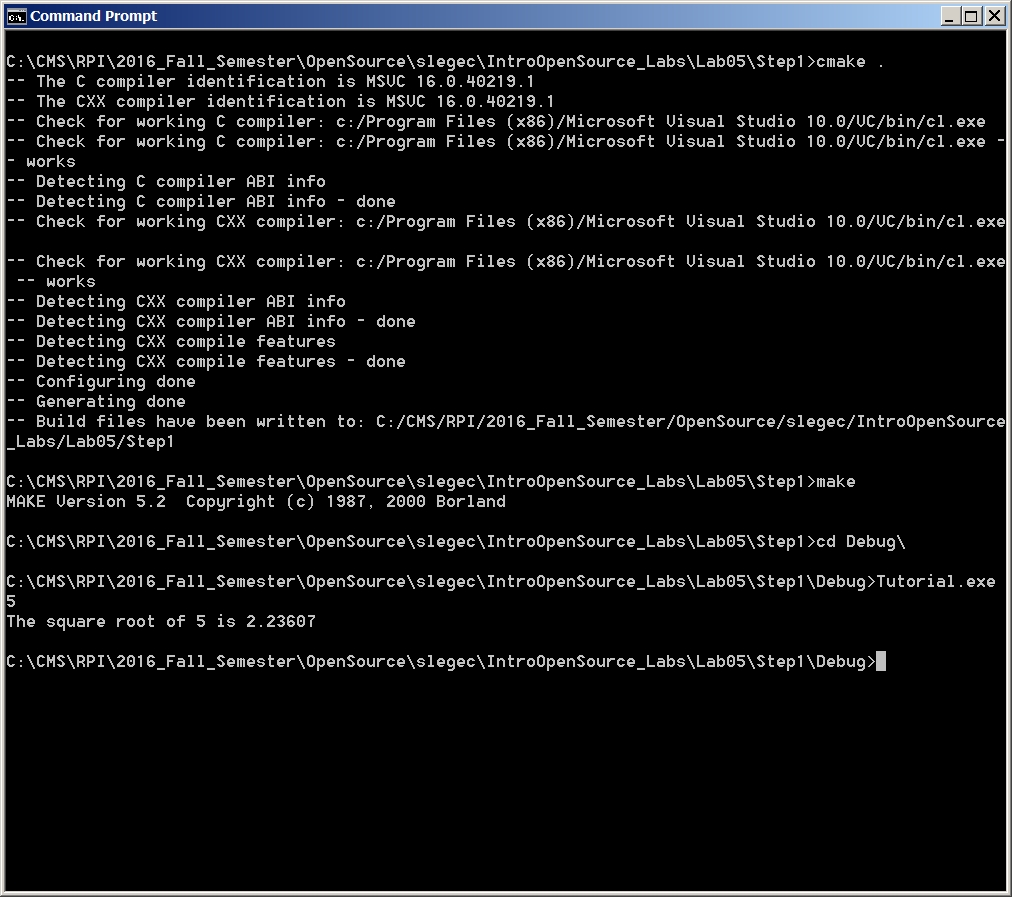 Command Prompt
C:\CMS\RPI\2016_Fall_Semester\OpenSource\slegec\IntroOpenSource_Labs\Lab05\Step1>cmake .
-- The C compiler identification is MSVC 16.0.40219.1
-- The CXX compiler identification is MSVC 16.0.40219.1
-- Check for working C compiler: c:/Program Files (x86)/Microsoft Visual Studio 10.0/VC/bin/cl.exe
-- Check for working C compiler: c:/Program Files (x86)/Microsoft Visual Studio 10.0/VC/bin/cl.exe -
- works
-- Detecting C compiler ABI info
-- Detecting C compiler ABI info - done
-- Check for working CXX compiler: c:/Program Files (x86)/Microsoft Visual Studio 10.0/VC/bin/cl.exe
-- Check for working CXX compiler: c:/Program Files (x86)/Microsoft Visual Studio 10.0/VC/bin/cl.exe
 -- works
-- Detecting CXX compiler ABI info
-- Detecting CXX compiler ABI info - done
-- Detecting CXX compile features
-- Detecting CXX compile features - done
-- Configuring done
-- Generating done
-- Build files have been written to: C:/CMS/RPI/2016_Fall_Semester/OpenSource/slegec/IntroOpenSource
_Labs/Lab05/Step1
C:\CMS\RPI\2016_Fall_Semester\OpenSource\slegec\IntroOpenSource_Labs\Lab05\Step1>make
MAKE Version 5.2  Copyright (c) 1987, 2000 Borland
C:\CMS\RPI\2016_Fall_Semester\OpenSource\slegec\IntroOpenSource_Labs\Lab05\Step1>cd Debug\
C:\CMS\RPI\2016_Fall_Semester\OpenSource\slegec\IntroOpenSource_Labs\Lab05\Step1\Debug>Tutorial.exe
5
The square root of 5 is 2.23607
C:\CMS\RPI\2016_Fall_Semester\OpenSource\slegec\IntroOpenSource_Labs\Lab05\Step1\Debug>